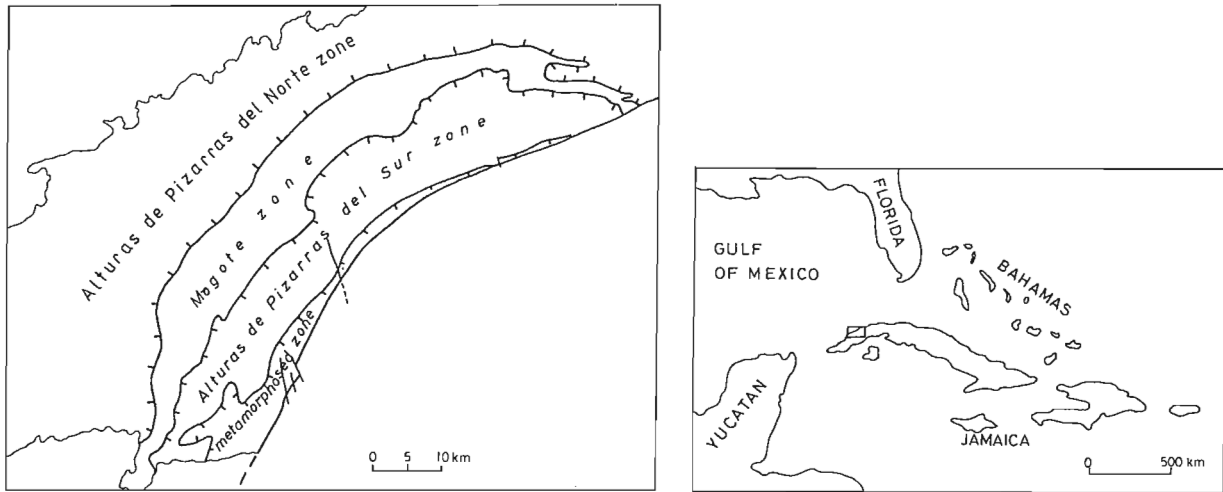 Alturas de Pizarras del Norte zone
Mogote zone
Alturas de Pizarras del Sur zone
metamorphosed zone
0 5 10 km
FLORIDA
GULF
OF MEXICO
BAHAMAS
YUCATAN
JAMAICA
0 500 km